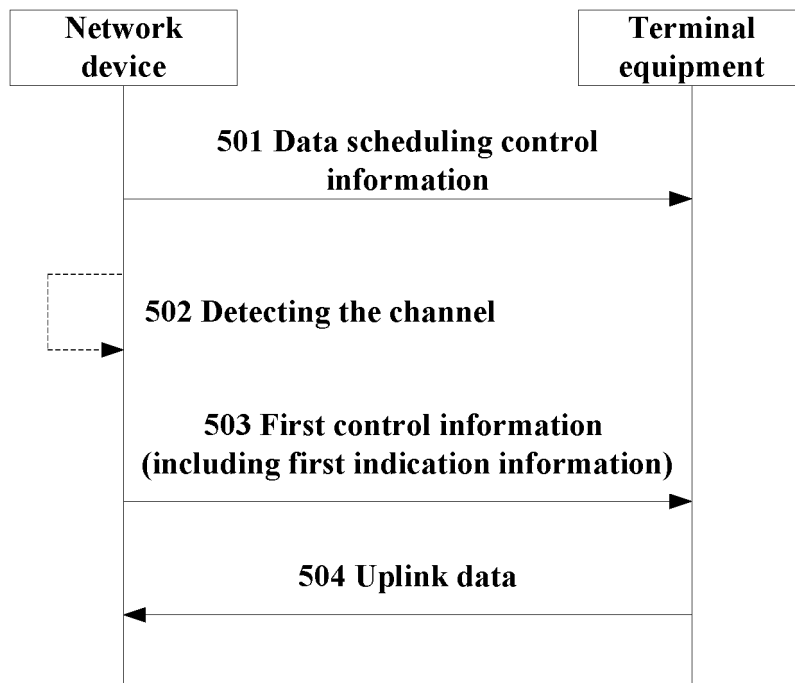 Network
device
Terminal
equipment
501 Data scheduling control
information
502 Detecting the channel
503 First control information
(including first indication information)
504 Uplink data